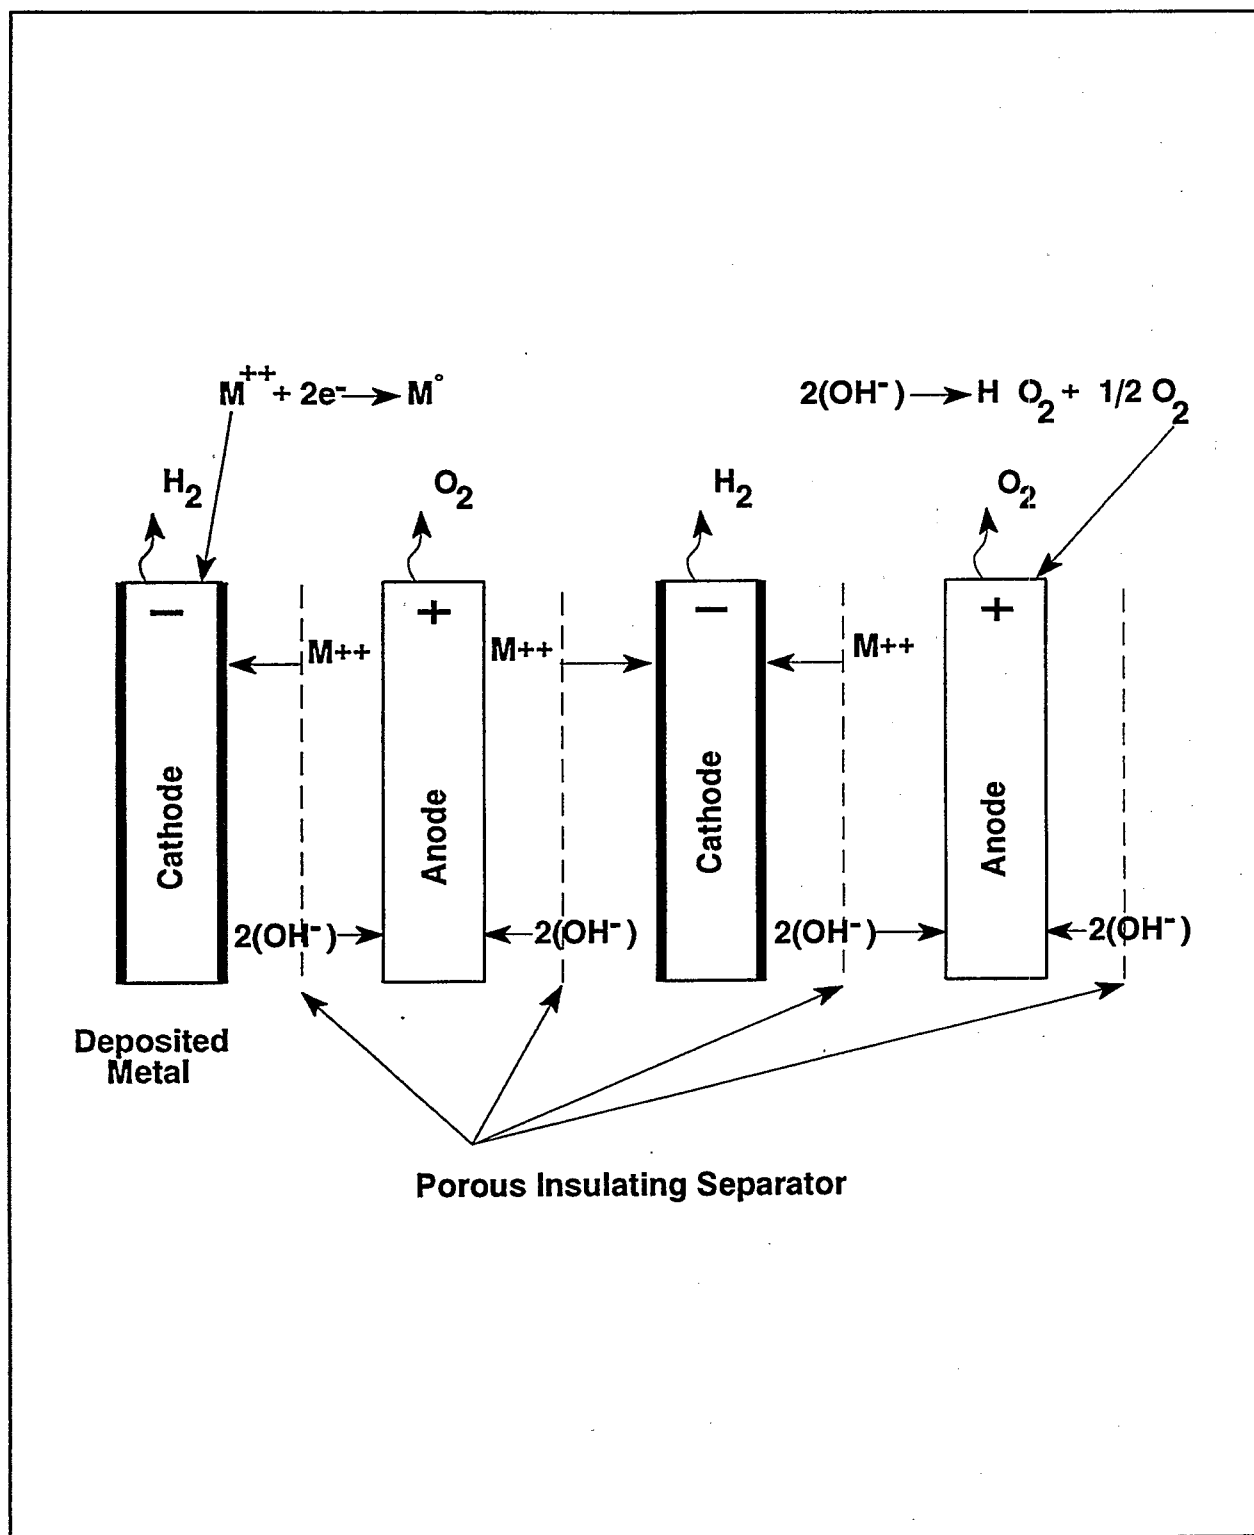 M++ + 2e- → M°
2(OH-) → H O2 + 1/2 O2
H2
O2
H2
O2
−
+
−
+
M++
M++
M++
Cathode
Anode
Cathode
Anode
2(OH-)
2(OH-)
2(OH-)
2(OH-)
Deposited
Metal
Porous Insulating Separator